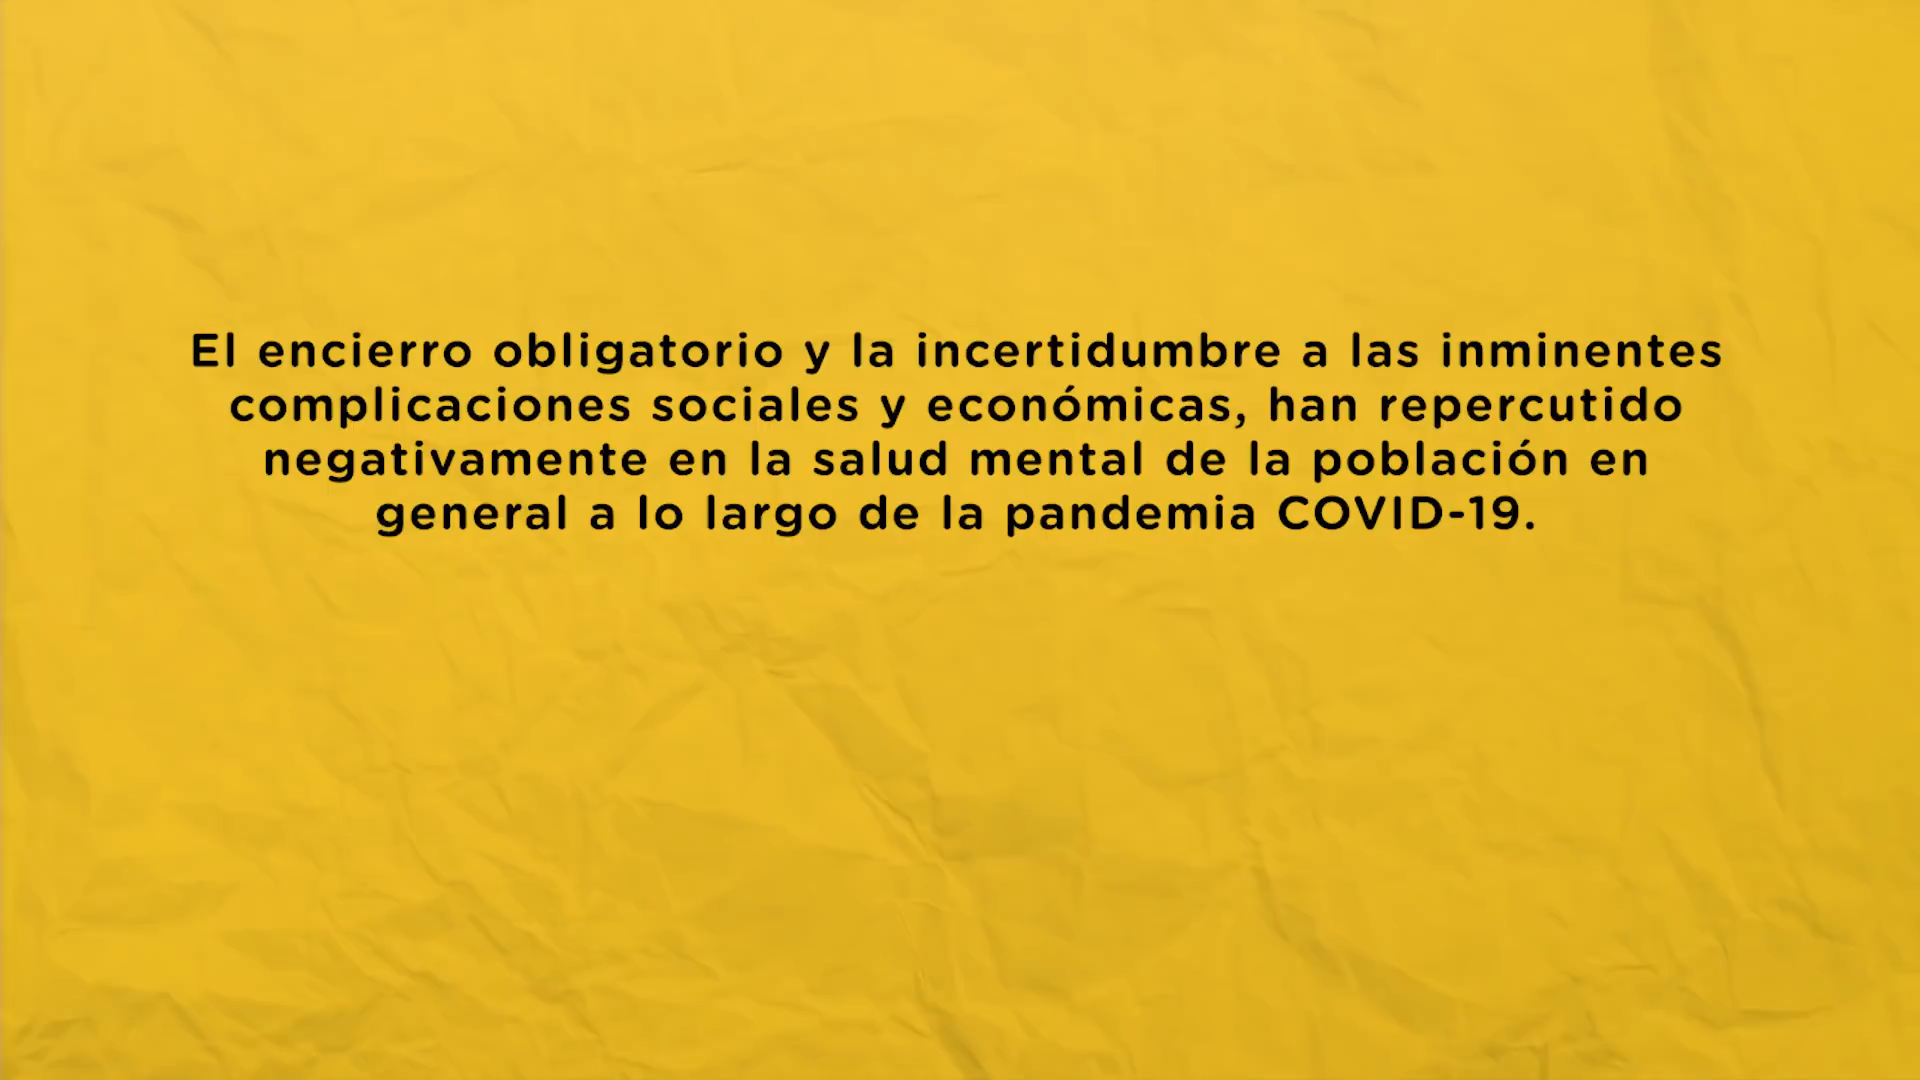 El encierro obligatorio y la incertidumbre a las inminentes
complicaciones sociales y económicas, han repercutido
negativamente en la salud mental de la población en
general a lo largo de la pandemia COVID-19.